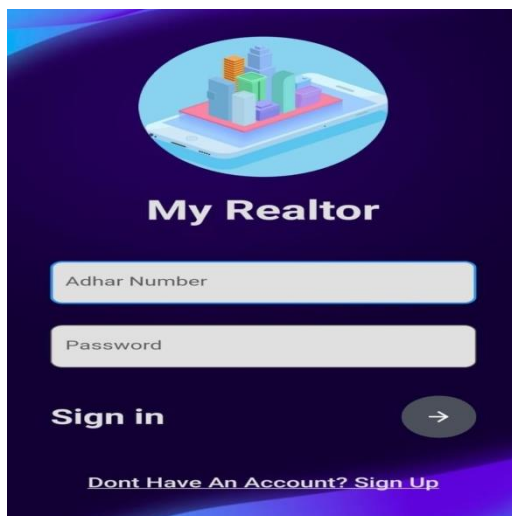 My Realtor
Adhar Number
Password
Sign in
Dont Have An Account? Sign Up